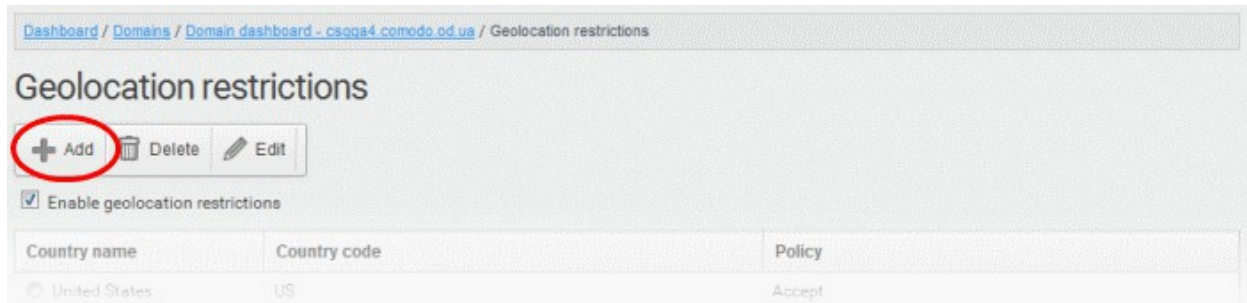 Dashboard / Domains / Domain dashboard - csgqa4.comodo.od.ua / Geolocation restrictions
Geolocation restrictions
Add Delete Edit
Enable geolocation restrictions
Country name Country code Policy
United States US Accept